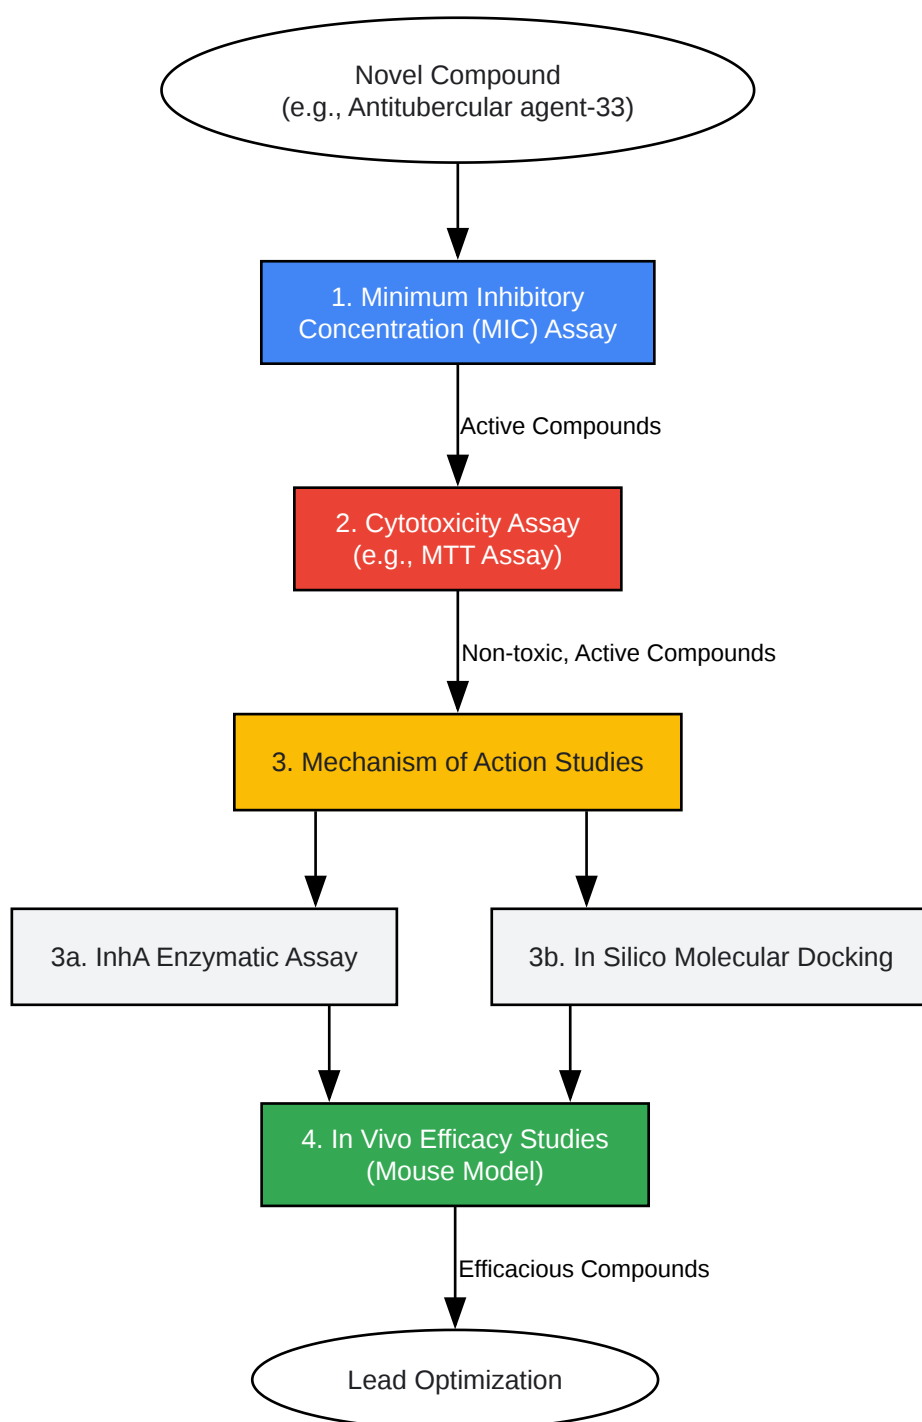 Novel Compound
(e.g., Antitubercular agent-33)
1. Minimum Inhibitory
Concentration (MIC) Assay
Active Compounds
2. Cytotoxicity Assay
(e.g., MTT Assay)
Non-toxic, Active Compounds
3. Mechanism of Action Studies
3a. InhA Enzymatic Assay
3b. In Silico Molecular Docking
4. In Vivo Efficacy Studies
(Mouse Model)
Efficacious Compounds
Lead Optimization